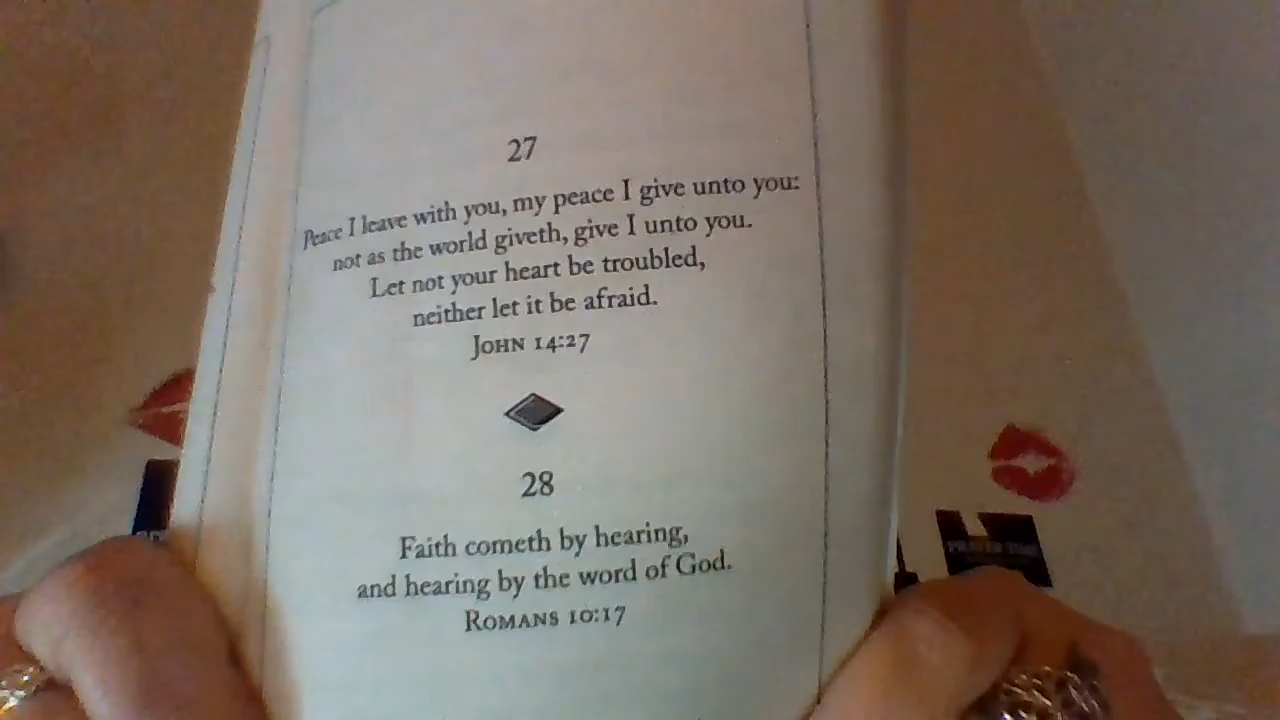 27
Peace I leave with you, my peace I give unto you:
not as the world giveth, give I unto you.
Let not your heart be troubled,
neither let it be afraid.
JOHN 14:27
28
Faith cometh by hearing,
and hearing by the word of God.
ROMANS 10:17